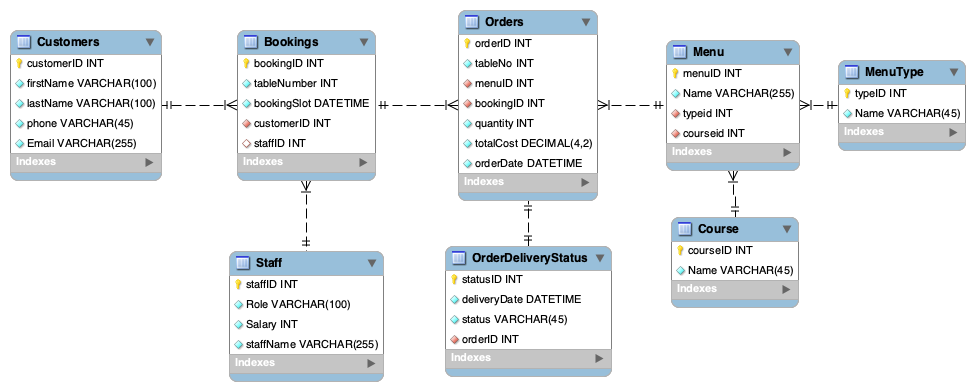 Customers
customerID INT
firstName VARCHAR(100)
lastName VARCHAR(100)
phone VARCHAR(45)
Email VARCHAR(255)
Indexes
Bookings
bookingID INT
tableNumber INT
bookingSlot DATETIME
customerID INT
staffID INT
Indexes
Orders
orderID INT
tableNo INT
menuID INT
bookingID INT
quantity INT
totalCost DECIMAL(4,2)
orderDate DATETIME
Indexes
Menu
menuID INT
Name VARCHAR(255)
typeid INT
courseid INT
Indexes
MenuType
typeID INT
Name VARCHAR(45)
Indexes
Staff
staffID INT
Role VARCHAR(100)
Salary INT
staffName VARCHAR(255)
Indexes
OrderDeliveryStatus
statusID INT
deliveryDate DATETIME
status VARCHAR(45)
orderID INT
Indexes
Course
courseID INT
Name VARCHAR(45)
Indexes